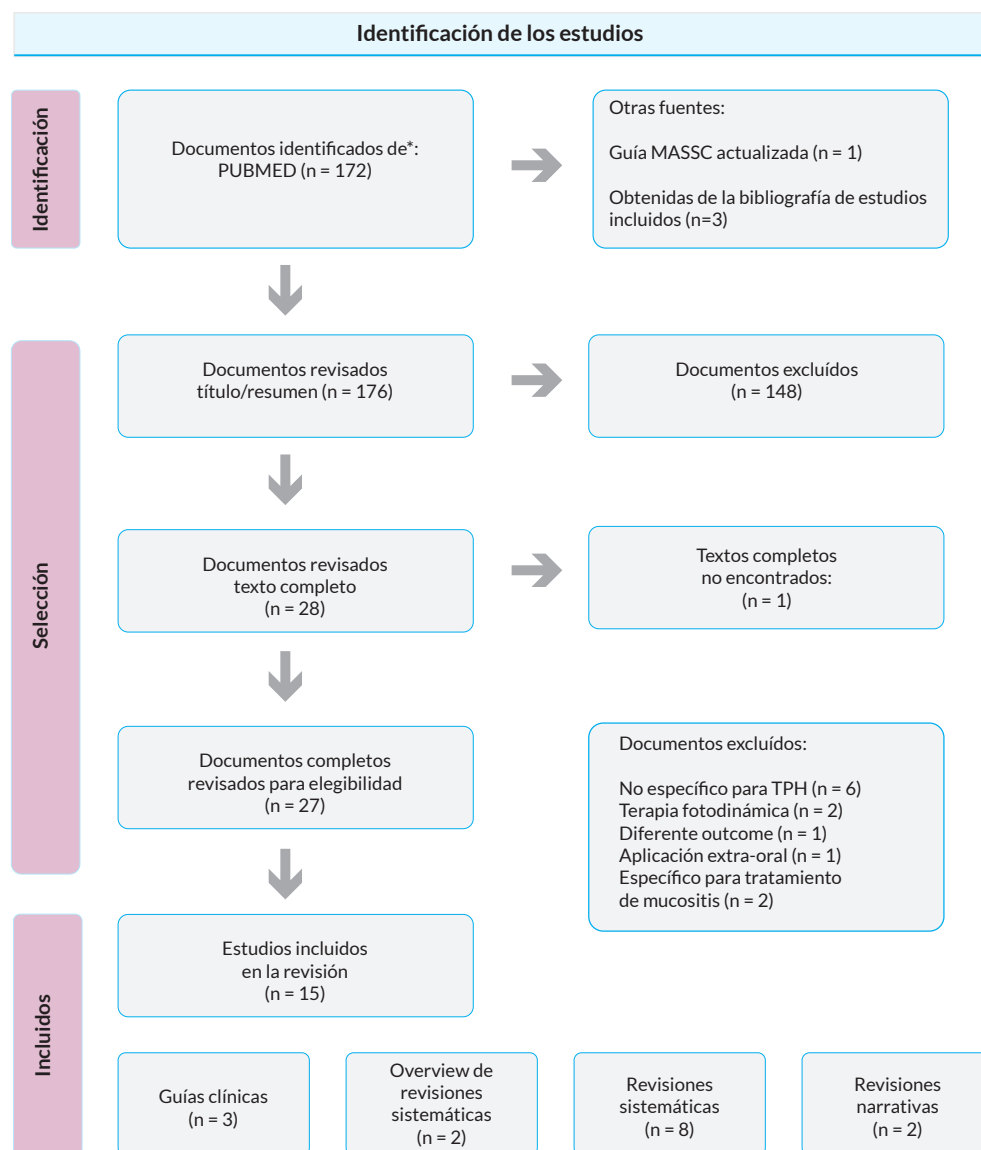 Identificación de los estudios
Identificación
Documentos identificados de*:
PUBMED (n = 172)
Otras fuentes:
Guía MASSC actualizada (n = 1)
Obtenidas de la bibliografía de estudios
incluidos (n=3)
Selección
Documentos revisados
título/resumen (n = 176)
Documentos excluídos
(n = 148)
Documentos revisados
texto completo
(n = 28)
Textos completos
no encontrados:
(n = 1)
Documentos completos
revisados para elegibilidad
(n = 27)
Documentos excluídos:
No específico para TPH (n = 6)
Terapia fotodinámica (n = 2)
Diferente outcome (n = 1)
Aplicación extra-oral (n = 1)
Específico para tratamiento
de mucositis (n = 2)
Incluidos
Estudios incluidos
en la revisión
(n = 15)
Guías clínicas
(n = 3)
Overview de
revisiones
sistemáticas
(n = 2)
Revisiones
sistemáticas
(n = 8)
Revisiones
narrativas
(n = 2)